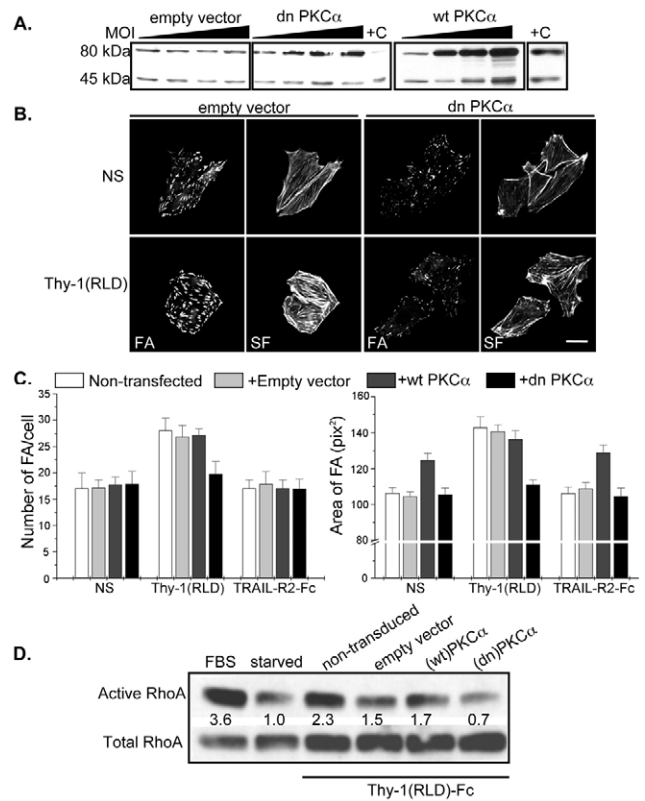 A.
empty vector dn PKCα wt PKCα
MOI +C +C
80 kDa
45 kDa
B.
empty vector dn PKCα
NS
Thy-1(RLD)
FA SF FA SF
C.
Non-transfected +Empty vector +wt PKCα +dn PKCα
Number of FA/cell
35
30
25
20
15
10
5
0
NS Thy-1(RLD) TRAIL-R2-Fc
Area of FA (pix²)
160
140
120
100
80
0
NS Thy-1(RLD) TRAIL-R2-Fc
D.
FBS starved non-transduced empty vector (wt)PKCα (dn)PKCα
Active RhoA
3.6 1.0 2.3 1.5 1.7 0.7
Total RhoA
Thy-1(RLD)-Fc